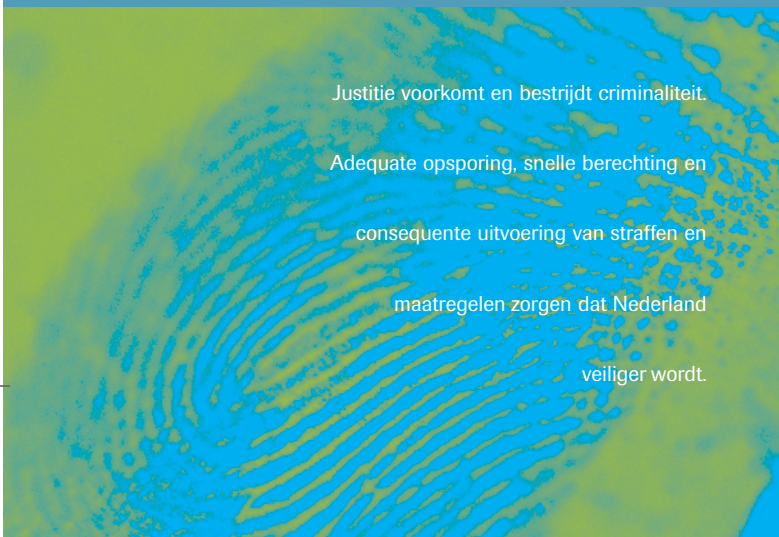 Justitie voorkomt en bestrijdt criminaliteit.
Adequate opsporing, snelle berechting en
consequente uitvoering van straffen en
maatregelen zorgen dat Nederland
veiliger wordt.